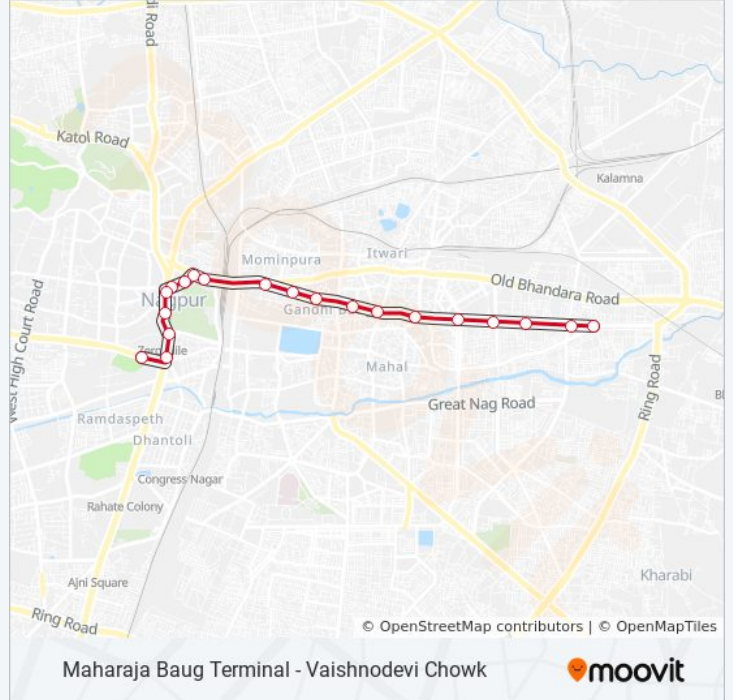 di Road
Katol Road
Kalamna
Mominpura
Itwari
Old Bhandara Road
Nagpur
West High Court Road
Mahal
Ring Road
Great Nag Road
Ramdaspeth
Dhantoli
Congress Nagar
Rahate Colony
Ajni Square
Kharabi
Ring Road
© OpenStreetMap contributors | © OpenMapTiles
Maharaja Baug Terminal - Vaishnodevi Chowk
moovit